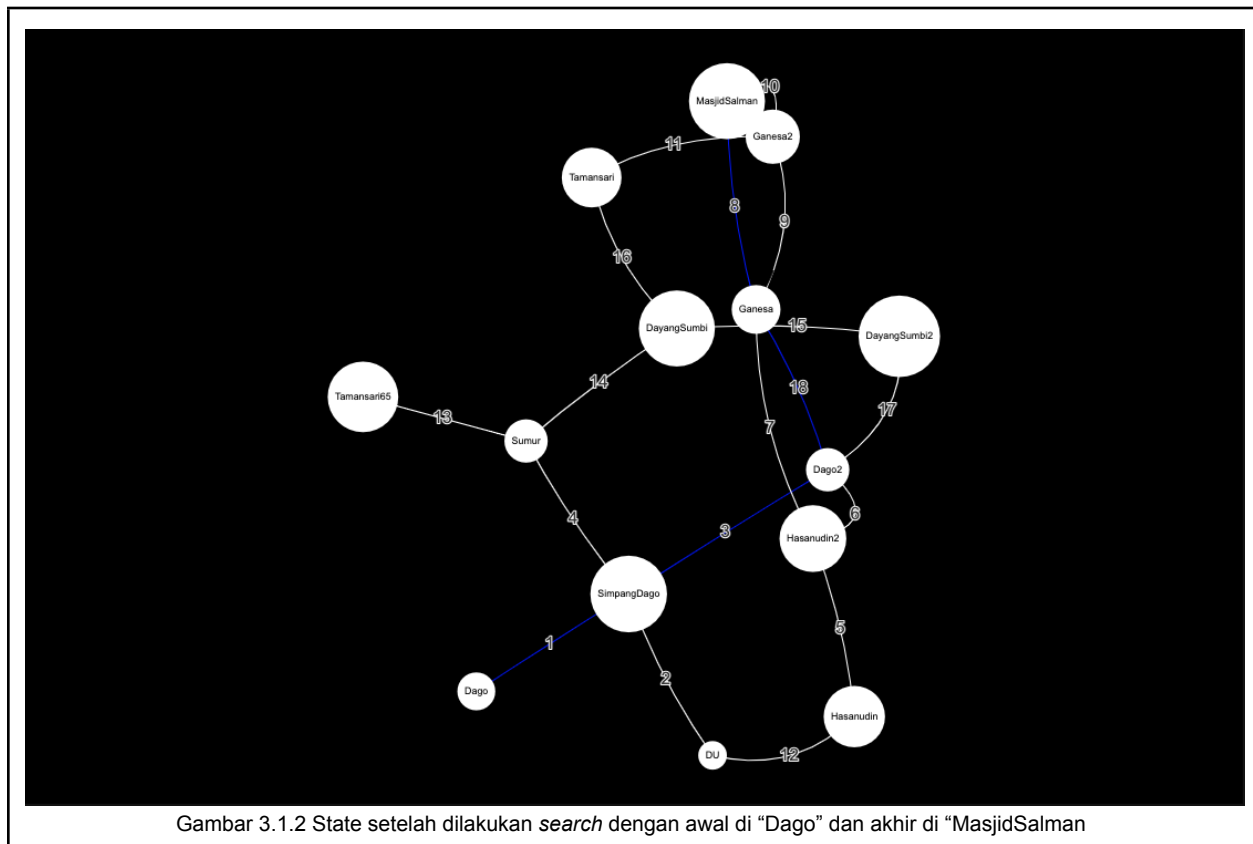 10
MasjidSalman
Ganesa2
11
Tamansari
8
9
16
Ganesa
DayangSumbi
15
DayangSumbi2
14
18
Tamansari65
17
13
7
Sumur
Dago2
6
4
3
Hasanudin2
SimpangDago
5
1
2
Dago
Hasanudin
DU
12
Gambar 3.1.2 State setelah dilakukan search dengan awal di “Dago” dan akhir di “MasjidSalman